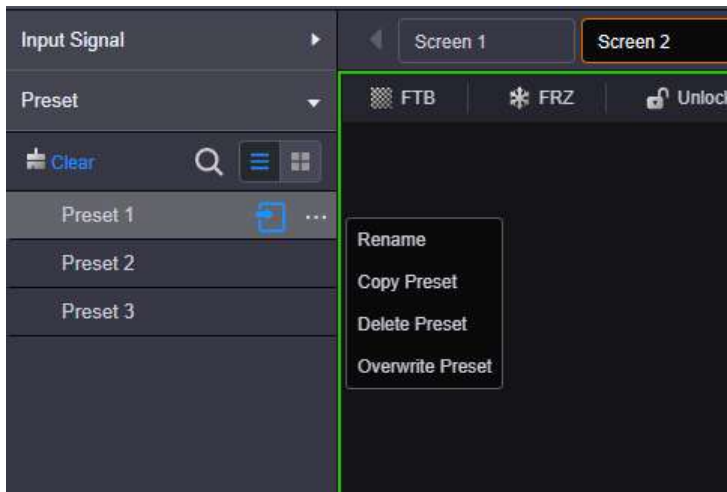 Input Signal
Screen 1
Screen 2
Preset
FTB
FRZ
Clear
Preset 1
Preset 2
Preset 3
Rename
Copy Preset
Delete Preset
Overwrite Preset